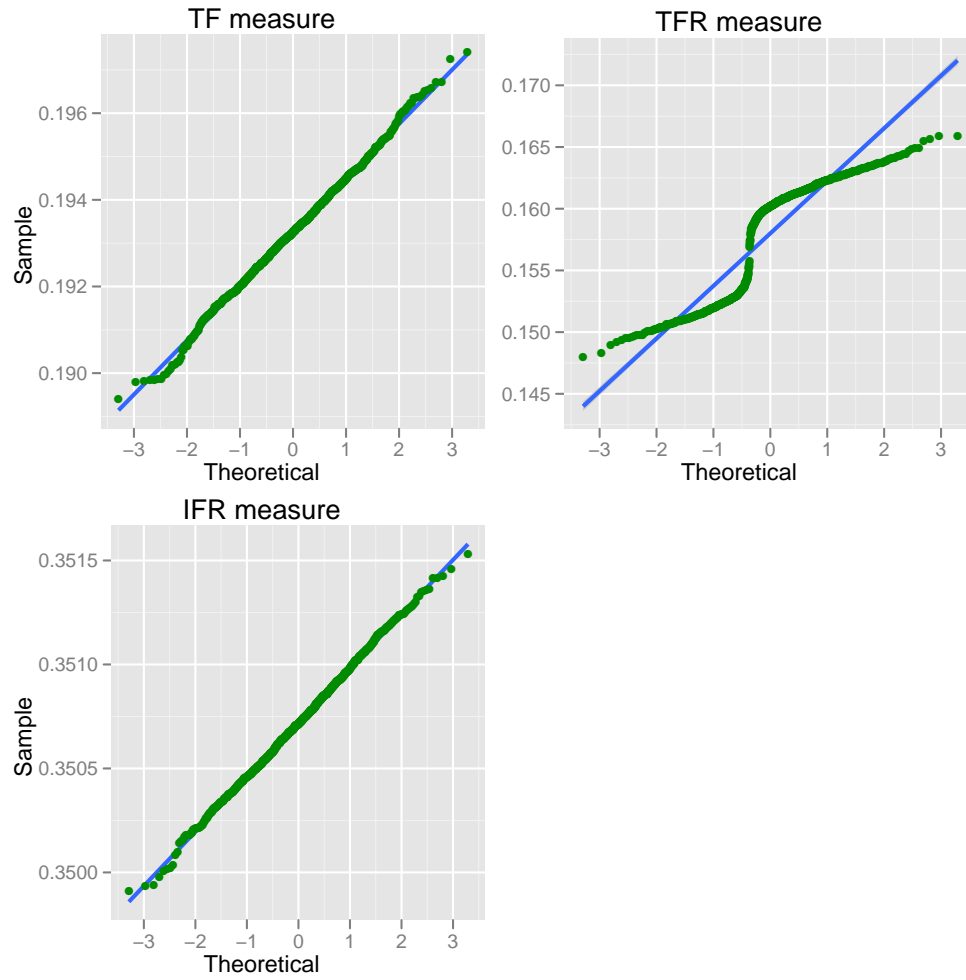 TF measure
0.196
0.194
0.192
0.190
Sample
−3 −2 −1 0 1 2 3
Theoretical
TFR measure
0.170
0.165
0.160
0.155
0.150
0.145
−3 −2 −1 0 1 2 3
Theoretical
IFR measure
0.3515
0.3510
0.3505
0.3500
Sample
−3 −2 −1 0 1 2 3
Theoretical